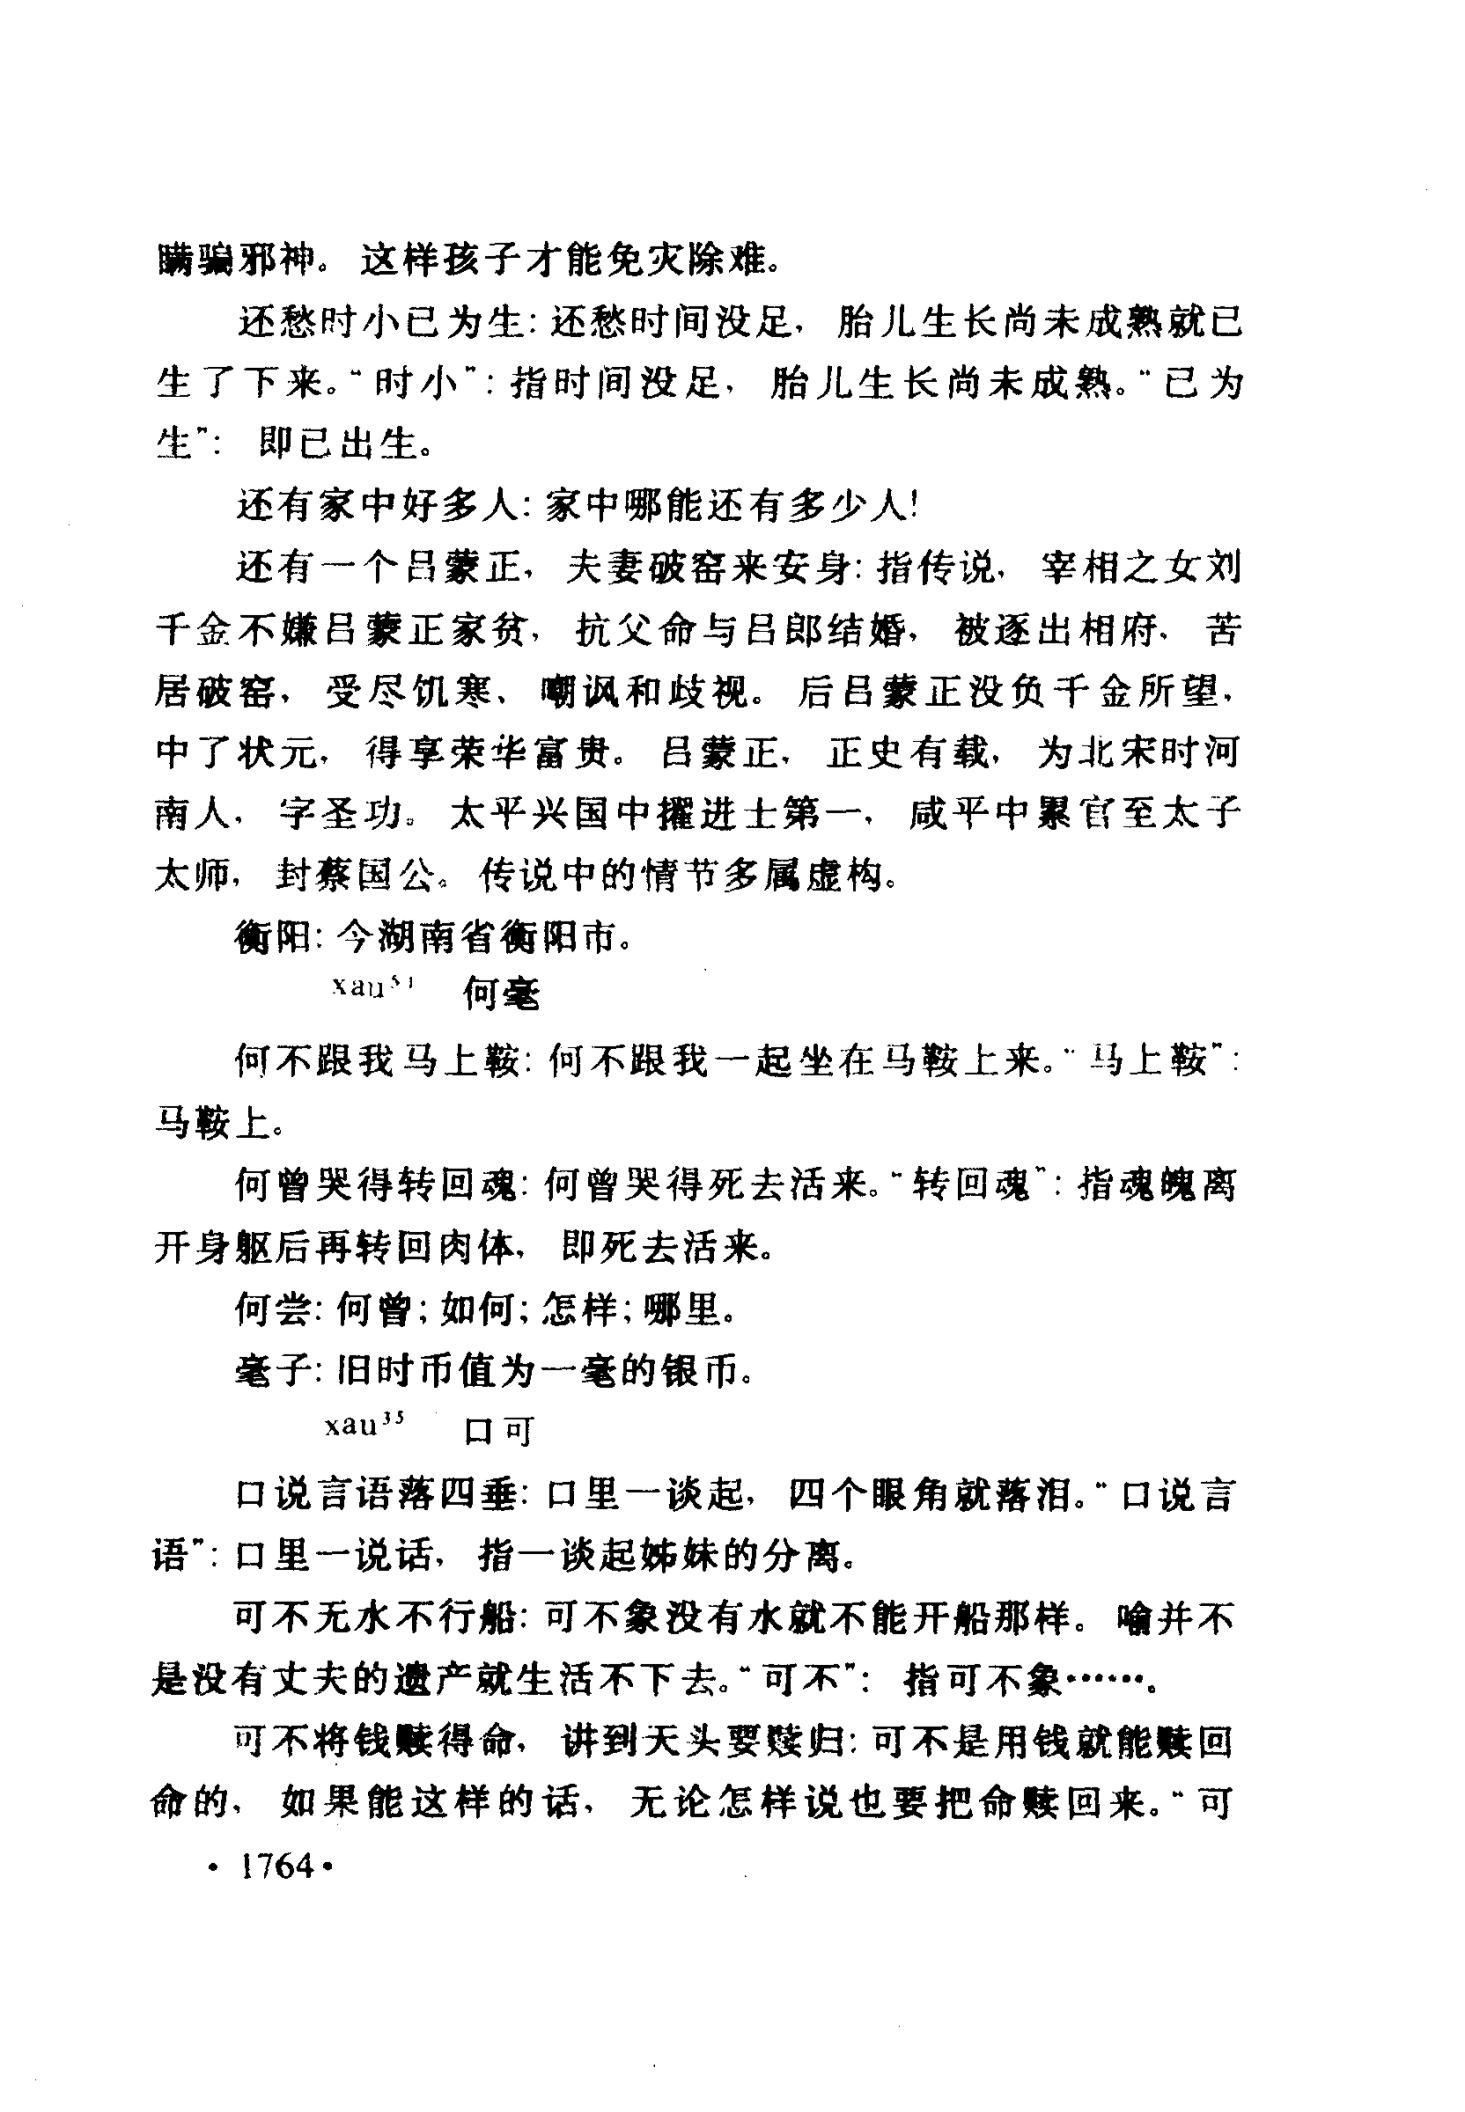 瞒骗邪神。这样孩子才能免灾除难。
还愁时小已为生：还愁时间没足，胎儿生长尚未成熟就已
生了下来。“时小”：指时间没足，胎儿生长尚未成熟。“已为
生”：即已出生。
还有家中好多人：家中哪能还有多少人！
还有一个吕蒙正，夫妻破窑来安身：指传说，宰相之女刘
千金不嫌吕蒙正家贫，抗父命与吕郎结婚，被逐出相府、苦
居破窑，受尽饥寒、嘲讽和歧视。后吕蒙正没负千金所望，
中了状元，得享荣华富贵。吕蒙正，正史有载，为北宋时河
南人，字圣功。太平兴国中擢进士第一，咸平中累官至太子
太师，封蔡国公。传说中的情节多属虚构。
衡阳：今湖南省衡阳市。
xau⁵¹ 何毫
何不跟我马上鞍：何不跟我一起坐在马鞍上来。“马上鞍”：
马鞍上。
何曾哭得转回魂：何曾哭得死去活来。“转回魂”：指魂魄离
开身躯后再转回肉体，即死去活来。
何尝：何曾；如何；怎样；哪里。
毫子：旧时币值为一毫的银币。
xau³⁵ 口可
口说言语落四垂：口里一谈起，四个眼角就落泪。“口说言
语”：口里一说话，指一谈起姊妹的分离。
可不无水不行船：可不象没有水就不能开船那样。喻并不
是没有丈夫的遗产就生活不下去。“可不”：指可不象……。
可不将钱赎得命，讲到天头要赎归：可不是用钱就能赎回
命的，如果能这样的话，无论怎样说也要把命赎回来。“可
·1764·